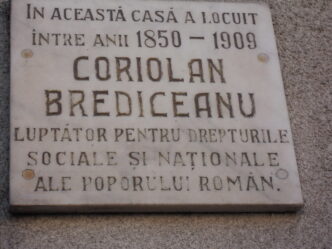 ÎN ACEASTĂ CASĂ A LOCUIT
ÎNTRE ANII 1850 – 1909
CORIOLAN
BREDICEANU
LUPTĂTOR PENTRU DREPTURILE
SOCIALE ȘI NAȚIONALE
ALE POPORULUI ROMÂN.